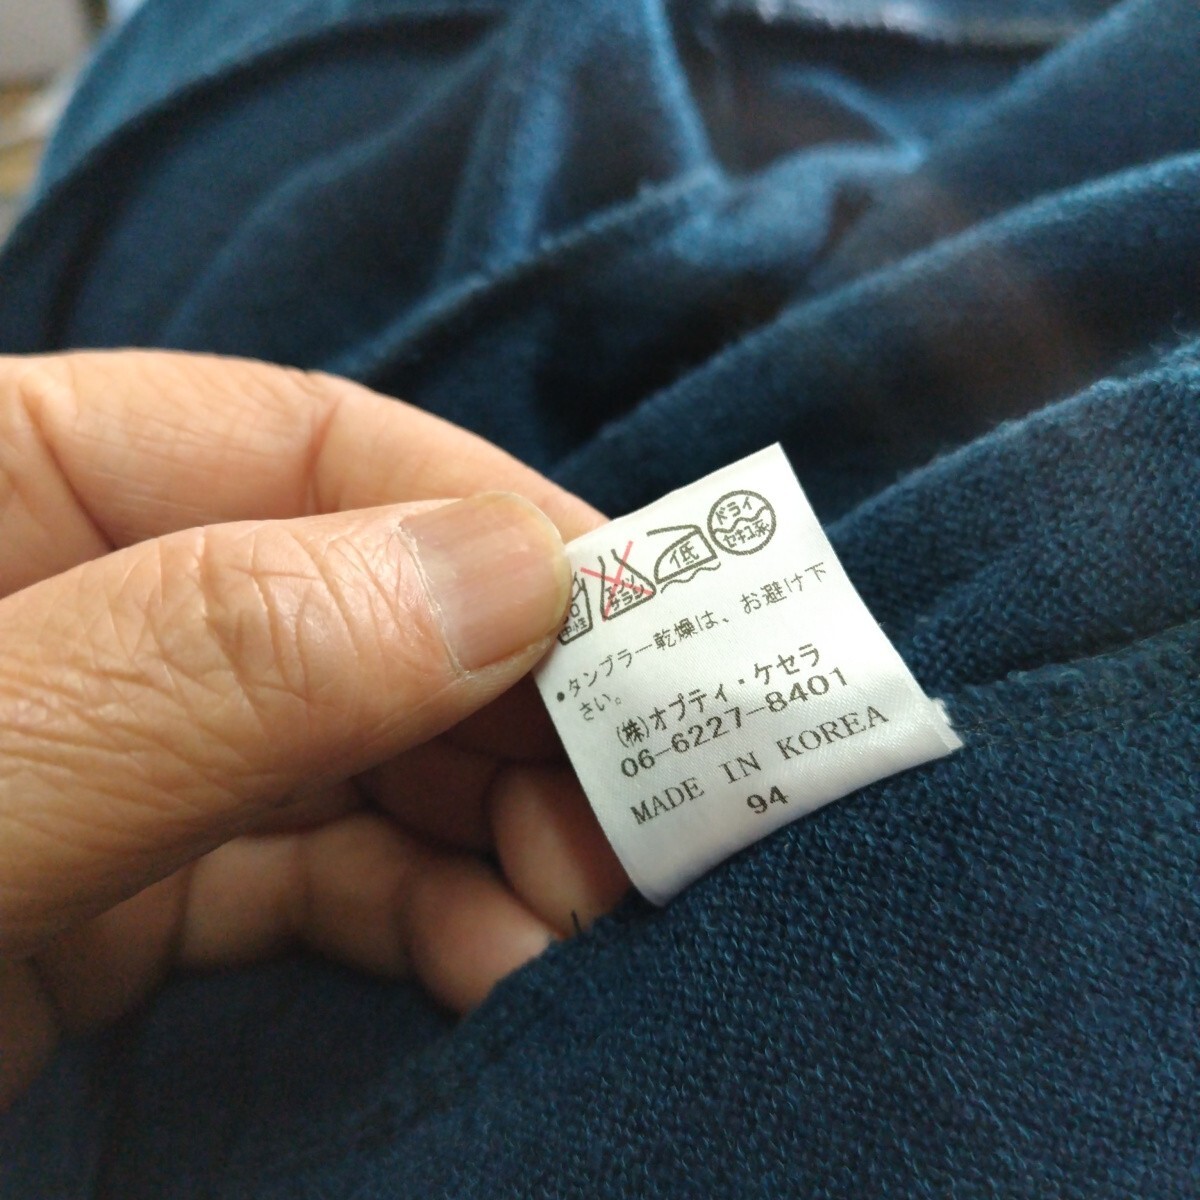 中性
エンソ
サラシ
低
ドライ
セキユ系
•タンブラー乾燥は、お避け下
さい。
(株)オプティ・ケセラ
06-6227-8401
MADE IN KOREA
94